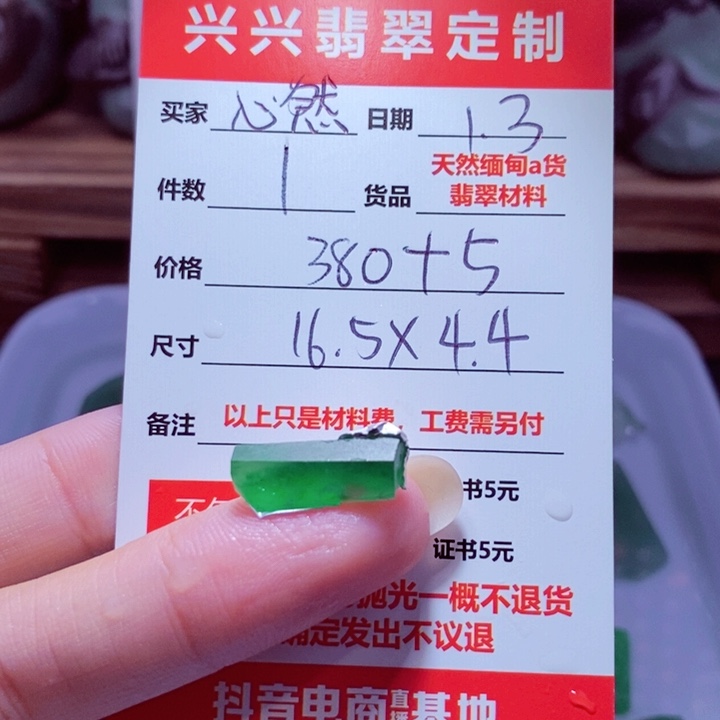 兴兴翡翠定制
买家 心然 日期 1.3
件数 1 货品 天然缅甸a货
翡翠材料
价格 380+5
尺寸 16.5X4.4
备注 以上只是材料费, 工费需另付
书5元
证书5元
抛光一概不退货
确定发出不议退
抖音电商直播基地